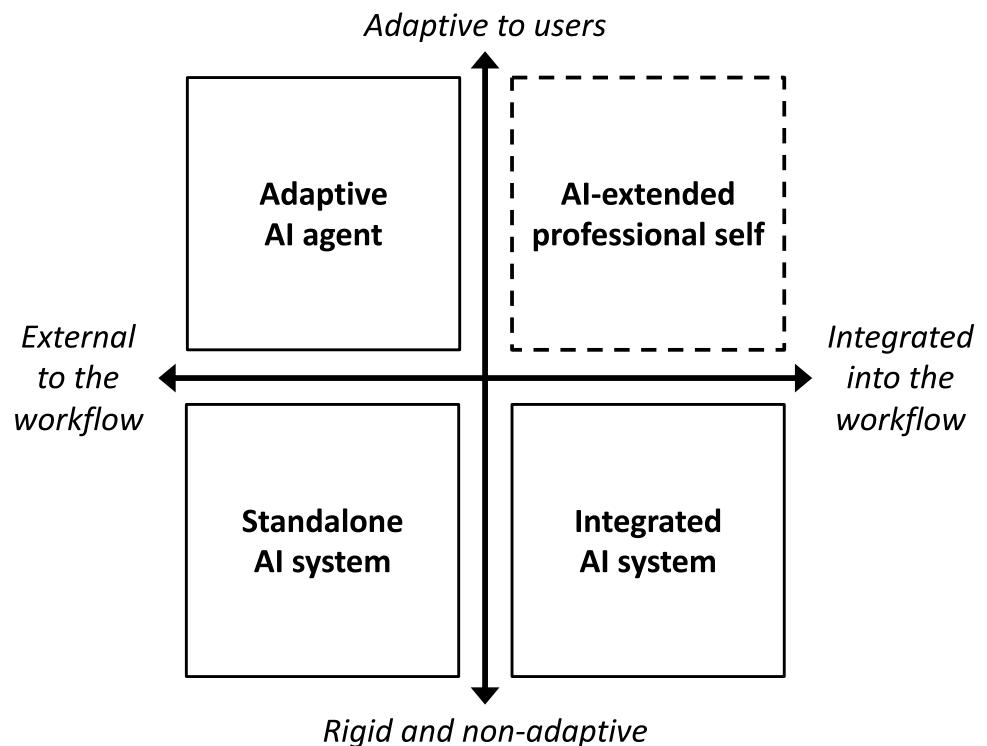 Adaptive to users
Adaptive
AI agent
AI-extended
professional self
External
to the
workflow
Integrated
into the
workflow
Standalone
AI system
Integrated
AI system
Rigid and non-adaptive